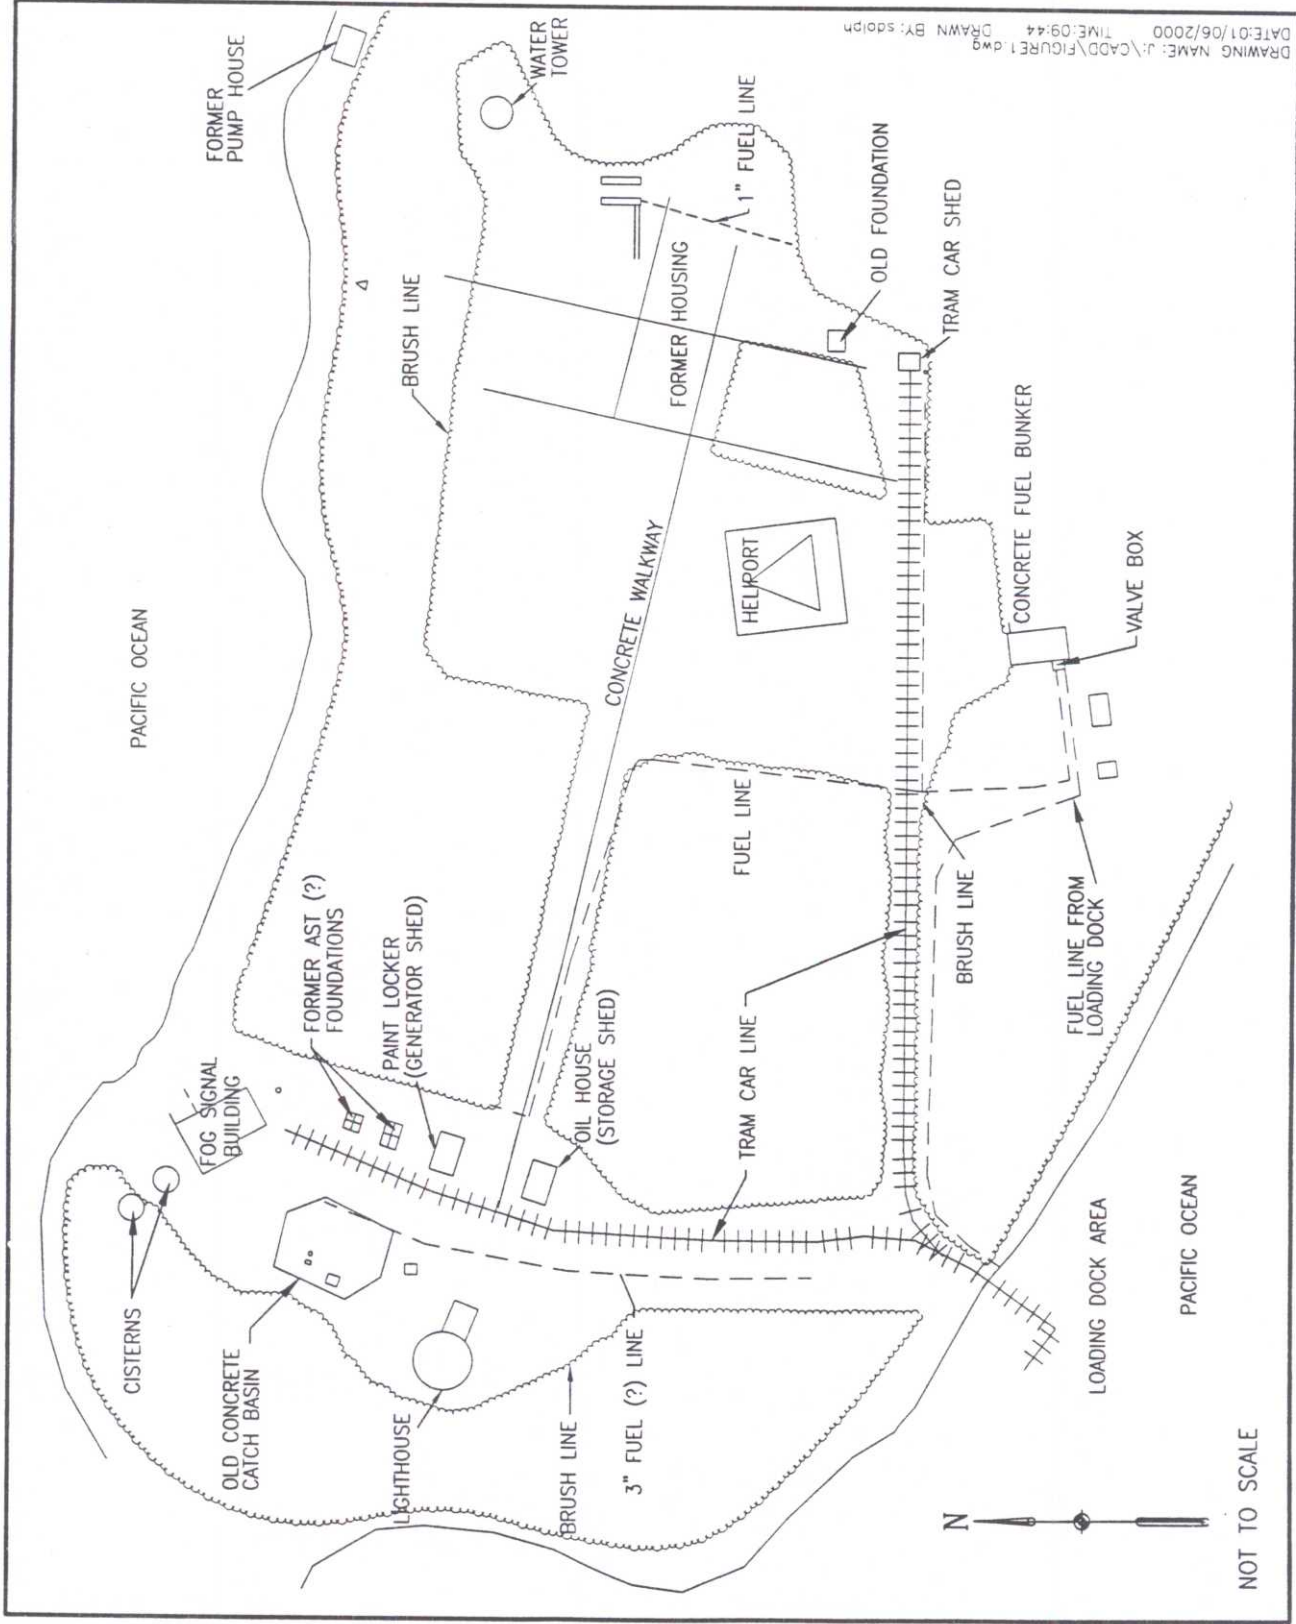 DRAWING NAME: J:\CADD\FIGURE1.dwg
DATE:01/06/2000 TIME:09:44 DRAWN BY: sdolph
PACIFIC OCEAN
FORMER
PUMP HOUSE
WATER
TOWER
BRUSH LINE
1" FUEL LINE
FORMER HOUSING
OLD FOUNDATION
TRAM CAR SHED
CONCRETE WALKWAY
HELIPORT
CONCRETE FUEL BUNKER
VALVE BOX
FUEL LINE
BRUSH LINE
FUEL LINE FROM
LOADING DOCK
FORMER AST (?)
FOUNDATIONS
PAINT LOCKER
(GENERATOR SHED)
OIL HOUSE
(STORAGE SHED)
TRAM CAR LINE
FOG SIGNAL
BUILDING
CISTERNS
OLD CONCRETE
CATCH BASIN
LIGHTHOUSE
BRUSH LINE
3" FUEL (?) LINE
LOADING DOCK AREA
PACIFIC OCEAN
N
NOT TO SCALE